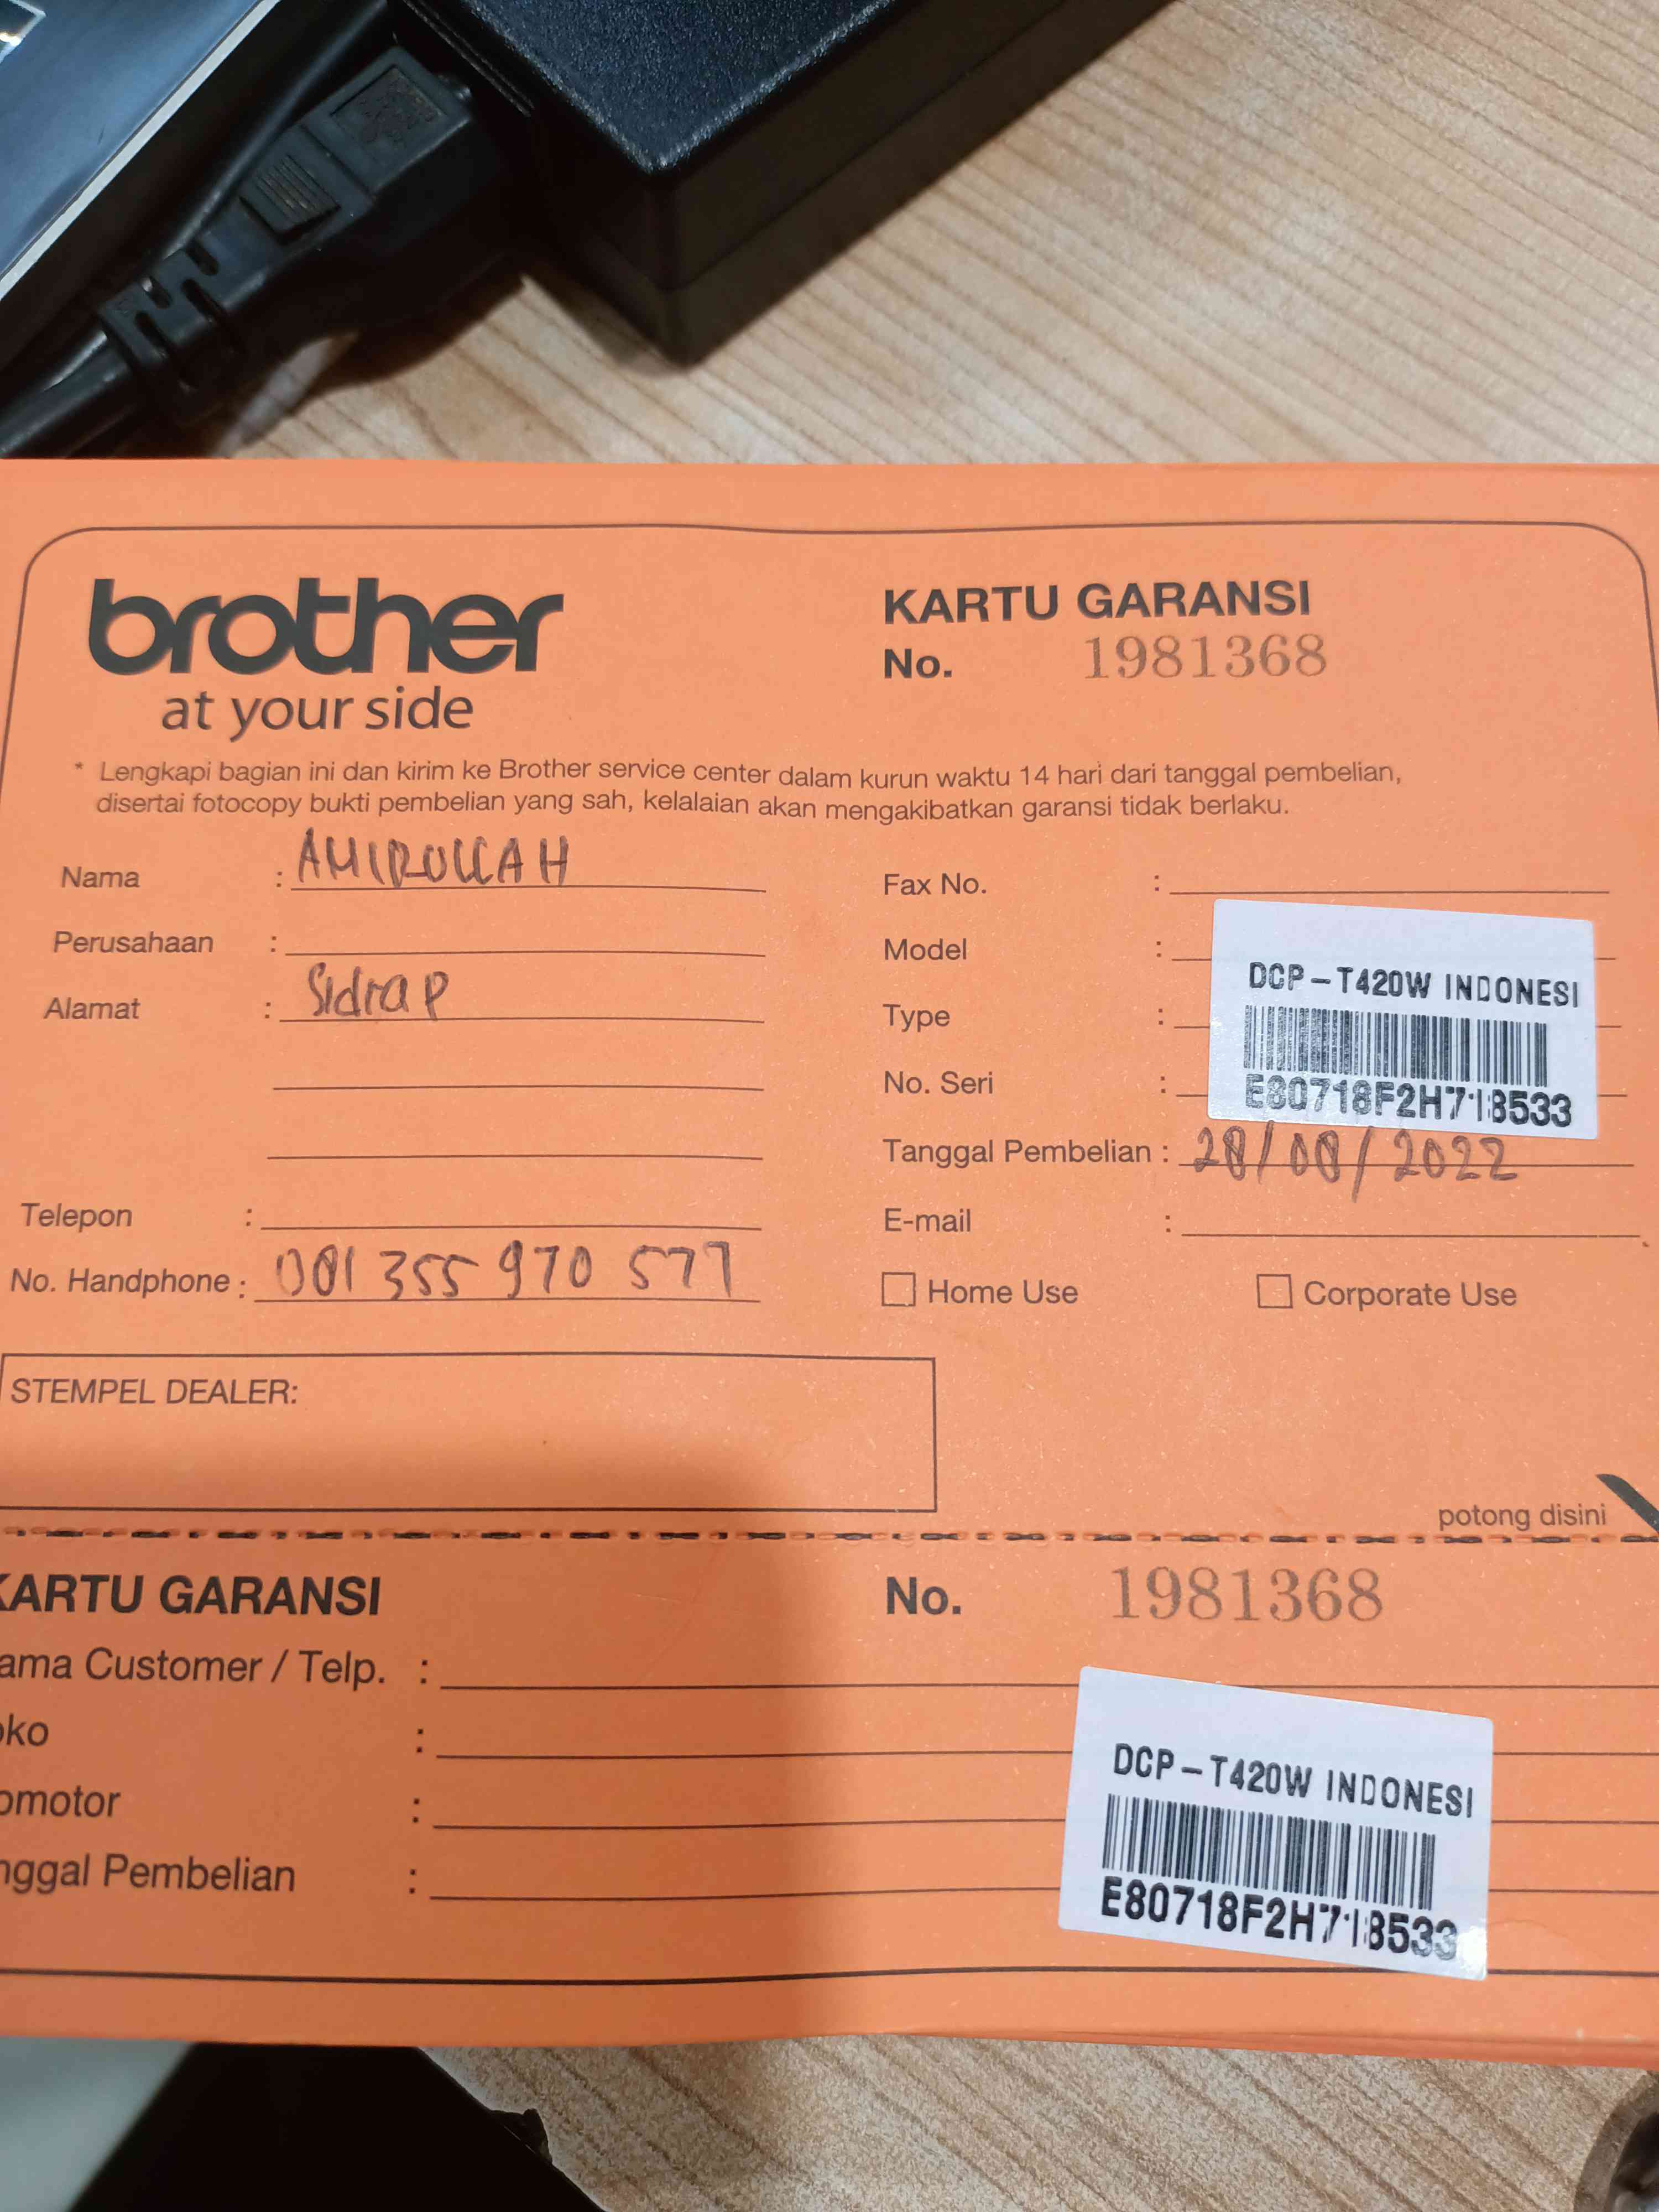 brother
at your side
KARTU GARANSI
No. 1981368
* Lengkapi bagian ini dan kirim ke Brother service center dalam kurun waktu 14 hari dari tanggal pembelian,
disertai fotocopy bukti pembelian yang sah, kelalaian akan mengakibatkan garansi tidak berlaku.
Nama : AMIRULLAH
Perusahaan :
Alamat : Sidrap
Telepon :
No. Handphone : 081 355 970 577
Fax No. :
Model :
Type :
No. Seri :
DCP-T420W INDONESI
E80718F2H718533
Tanggal Pembelian : 28/08/2022
E-mail :
Home Use Corporate Use
STEMPEL DEALER:
potong disini
KARTU GARANSI No. 1981368
ama Customer / Telp. :
oko :
omotor :
nggal Pembelian :
DCP-T420W INDONESI
E80718F2H718533